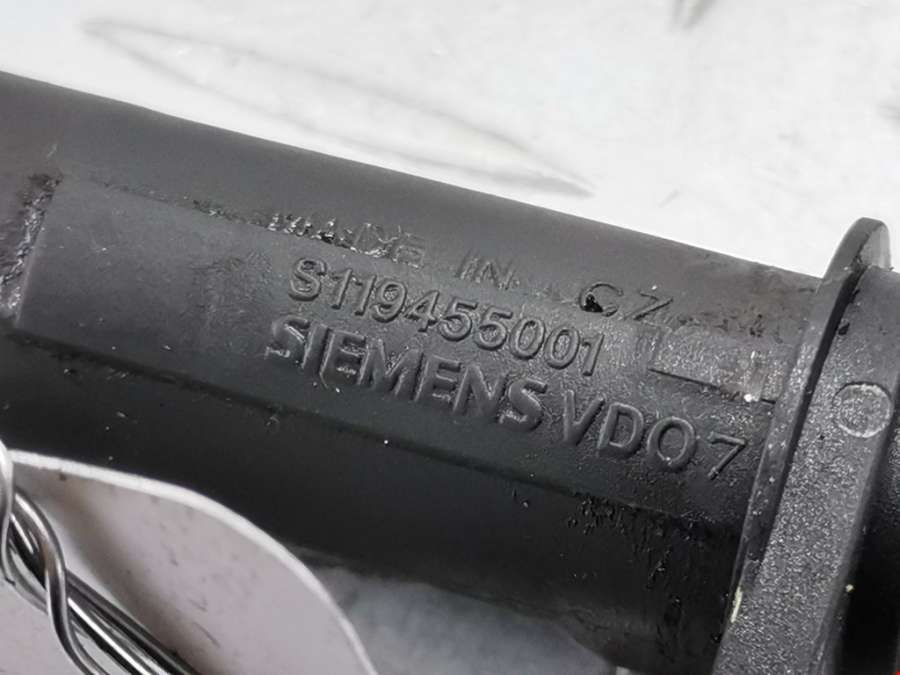 MADE IN CZ
S119455001
SIEMENS VDO 7